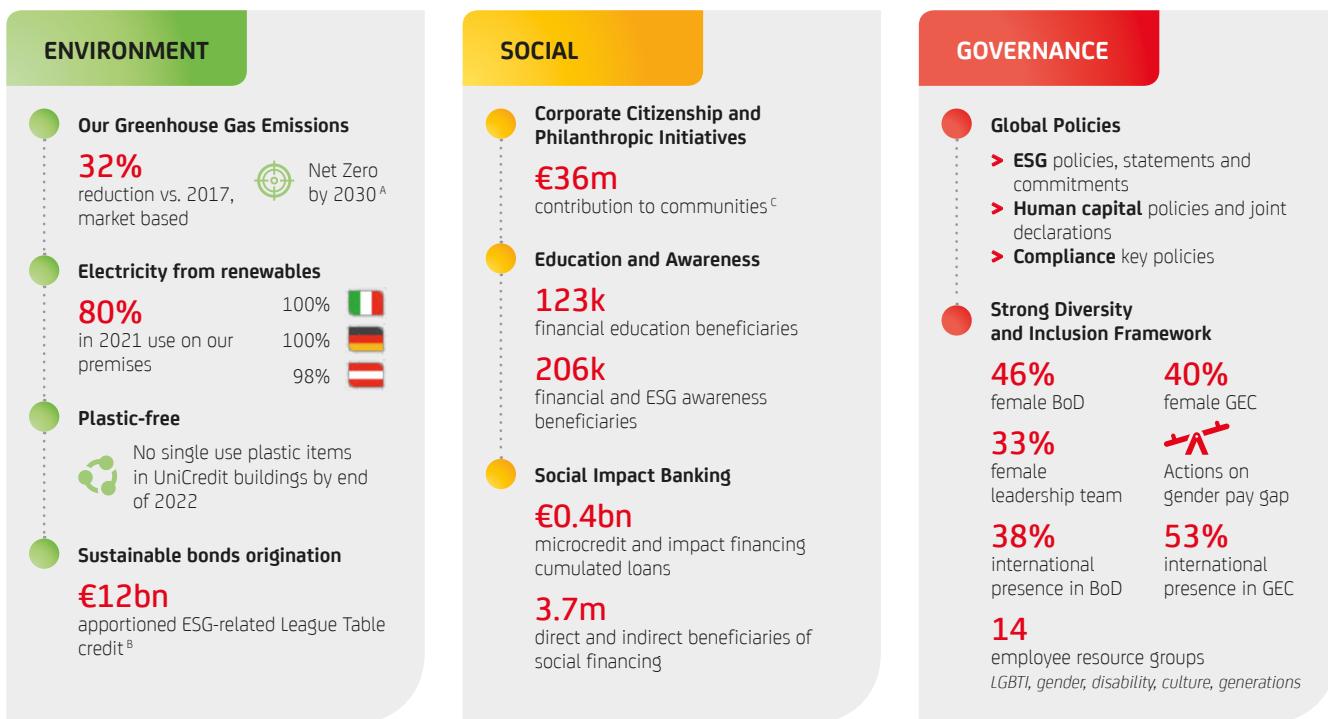 ENVIRONMENT
Our Greenhouse Gas Emissions
32%
reduction vs. 2017,
market based
Net Zero
by 2030 A
Electricity from renewables
80%
in 2021 use on our
premises
100%
100%
98%
Plastic-free
No single use plastic items
in UniCredit buildings by end
of 2022
Sustainable bonds origination
€12bn
apportioned ESG-related League Table
credit B
SOCIAL
Corporate Citizenship and
Philanthropic Initiatives
€36m
contribution to communities C
Education and Awareness
123k
financial education beneficiaries
206k
financial and ESG awareness
beneficiaries
Social Impact Banking
€0.4bn
microcredit and impact financing
cumulated loans
3.7m
direct and indirect beneficiaries of
social financing
GOVERNANCE
Global Policies
> ESG policies, statements and
commitments
> Human capital policies and joint
declarations
> Compliance key policies
Strong Diversity
and Inclusion Framework
46%
female BoD
40%
female GEC
33%
female
leadership team
Actions on
gender pay gap
38%
international
presence in BoD
53%
international
presence in GEC
14
employee resource groups
LGBTI, gender, disability, culture, generations